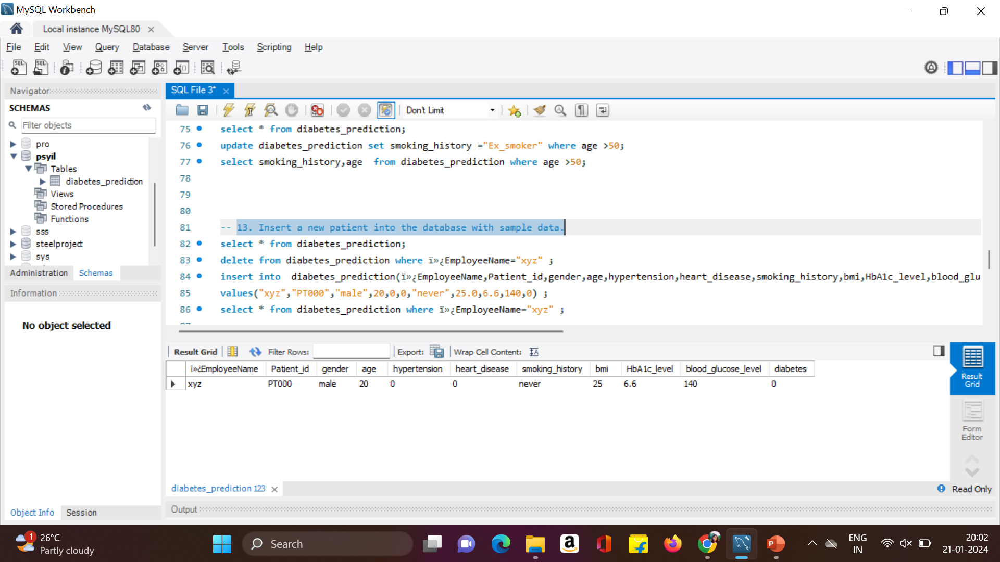 MySQL Workbench
Local instance MySQL80
File Edit View Query Database Server Tools Scripting Help
Navigator
SCHEMAS
Filter objects
pro
psyil
Tables
diabetes_prediction
Views
Stored Procedures
Functions
sss
steelproject
sys
Administration Schemas
Information
No object selected
Object Info Session
SQL File 3*
Don't Limit
75 select * from diabetes_prediction;
76 update diabetes_prediction set smoking_history ="Ex_smoker" where age >50;
77 select smoking_history,age  from diabetes_prediction where age >50;
78
79
80
81 -- 13. Insert a new patient into the database with sample data.
82 select * from diabetes_prediction;
83 delete from diabetes_prediction where ï»¿EmployeeName="xyz" ;
84 insert into  diabetes_prediction(ï»¿EmployeeName,Patient_id,gender,age,hypertension,heart_disease,smoking_history,bmi,HbA1c_level,blood_glu
85 values("xyz","PT000","male",20,0,0,"never",25.0,6.6,140,0) ;
86 select * from diabetes_prediction where ï»¿EmployeeName="xyz" ;
Result Grid Filter Rows: Export: Wrap Cell Content:
ï»¿EmployeeName Patient_id gender age hypertension heart_disease smoking_history bmi HbA1c_level blood_glucose_level diabetes
xyz PT000 male 20 0 0 never 25 6.6 140 0
Result
Grid
Form
Editor
diabetes_prediction 123
Read Only
Output
1
26°C
Partly cloudy
Search
ENG
IN
20:02
21-01-2024